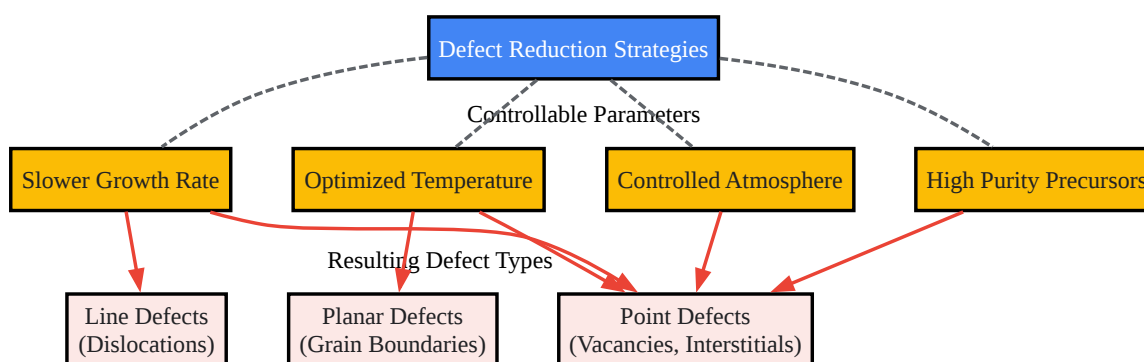 Defect Reduction Strategies
Controllable Parameters
Slower Growth Rate
Optimized Temperature
Controlled Atmosphere
High Purity Precursors
Resulting Defect Types
Line Defects
(Dislocations)
Planar Defects
(Grain Boundaries)
Point Defects
(Vacancies, Interstitials)